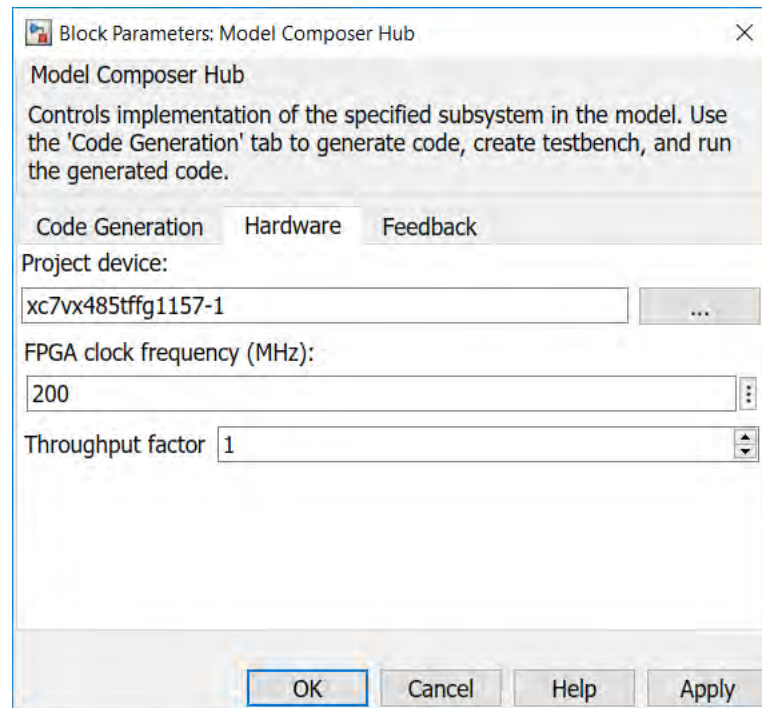 Block Parameters: Model Composer Hub
Model Composer Hub
Controls implementation of the specified subsystem in the model. Use
the 'Code Generation' tab to generate code, create testbench, and run
the generated code.
Code Generation Hardware Feedback
Project device:
xc7vx485tffg1157-1 ...
FPGA clock frequency (MHz):
200
Throughput factor 1
OK Cancel Help Apply